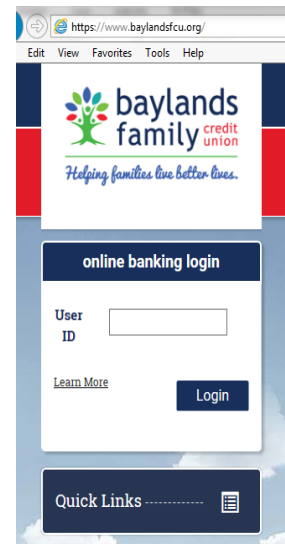 https://www.baylandsfcu.org/
Edit View Favorites Tools Help
baylands
family credit
union
Helping families live better lives.
online banking login
User
ID
Learn More
Login
Quick Links -------------